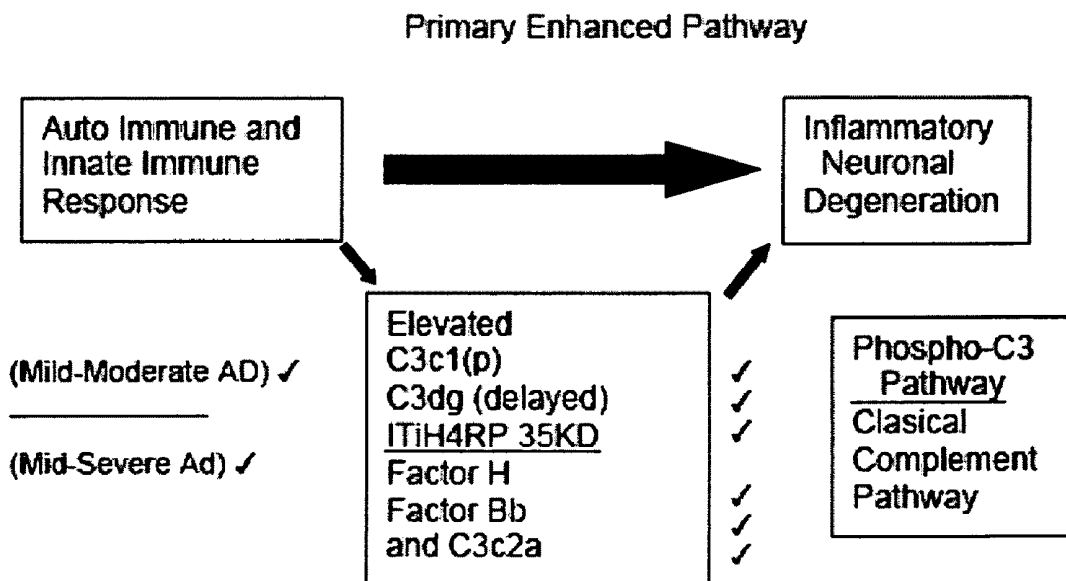 Primary Enhanced Pathway
Auto Immune and
Innate Immune
Response
Inflammatory
Neuronal
Degeneration
(Mild-Moderate AD) ✓
(Mid-Severe Ad) ✓
Elevated
C3c1(p) ✓
C3dg (delayed) ✓
ITiH4RP 35KD ✓
Factor H ✓
Factor Bb ✓
and C3c2a ✓
Phospho-C3
Pathway
Clasical
Complement
Pathway